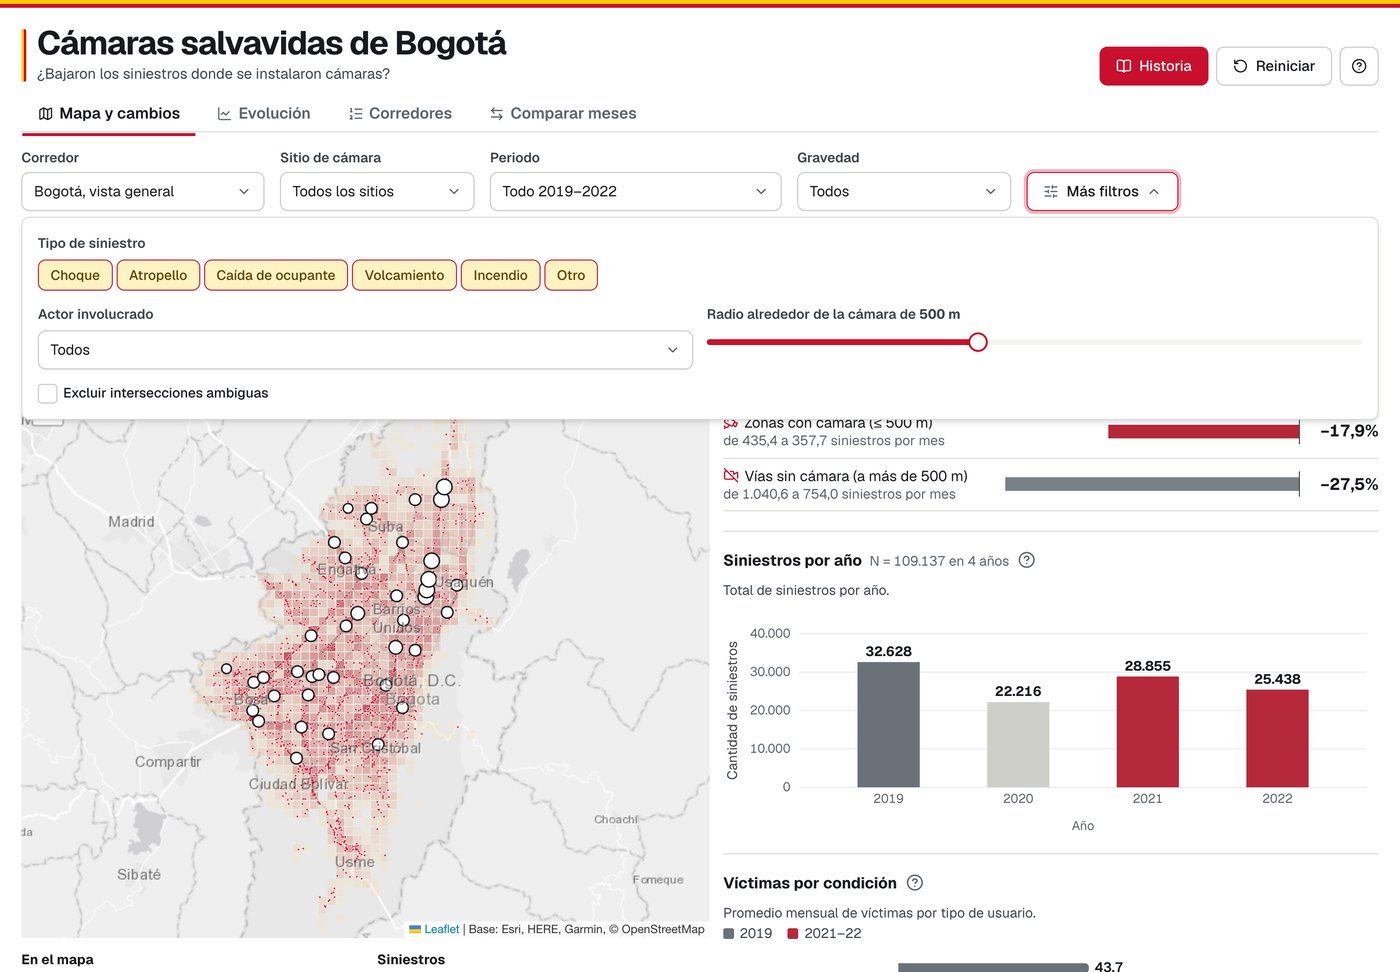 Cámaras salvavidas de Bogotá
¿Bajaron los siniestros donde se instalaron cámaras?
Historia
Reiniciar
Mapa y cambios
Evolución
Corredores
Comparar meses
Corredor
Sitio de cámara
Periodo
Gravedad
Bogotá, vista general
Todos los sitios
Todo 2019–2022
Todos
Más filtros
Tipo de siniestro
Choque
Atropello
Caída de ocupante
Volcamiento
Incendio
Otro
Actor involucrado
Todos
Radio alrededor de la cámara de 500 m
Excluir intersecciones ambiguas
Zonas con cámara (≤ 500 m)
de 435,4 a 357,7 siniestros por mes
−17,9%
Vías sin cámara (a más de 500 m)
de 1.040,6 a 754,0 siniestros por mes
−27,5%
Madrid
Suba
Engativá
Usaquén
Barrios
Unidos
Bogotá, D.C.
Bogota
Bosa
San Cristóbal
Compartir
Ciudad Bolívar
Choachí
da
Usme
Sibaté
Fomeque
Leaflet | Base: Esri, HERE, Garmin, © OpenStreetMap
Siniestros por año N = 109.137 en 4 años
Total de siniestros por año.
Cantidad de siniestros
40.000
30.000
20.000
10.000
0
32.628
22.216
28.855
25.438
2019
2020
2021
2022
Año
Víctimas por condición
Promedio mensual de víctimas por tipo de usuario.
2019
2021–22
43,7
En el mapa
Siniestros